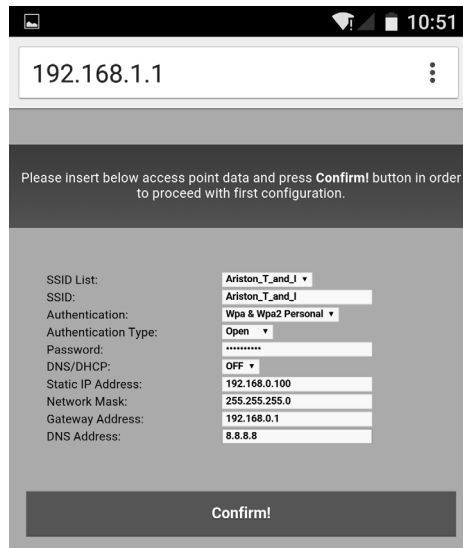 10:51
192.168.1.1
Please insert below access point data and press Confirm! button in order
to proceed with first configuration.
SSID List: Ariston_T_and_I
SSID: Ariston_T_and_I
Authentication: Wpa & Wpa2 Personal
Authentication Type: Open
Password: ••••••••••
DNS/DHCP: OFF
Static IP Address: 192.168.0.100
Network Mask: 255.255.255.0
Gateway Address: 192.168.0.1
DNS Address: 8.8.8.8
Confirm!